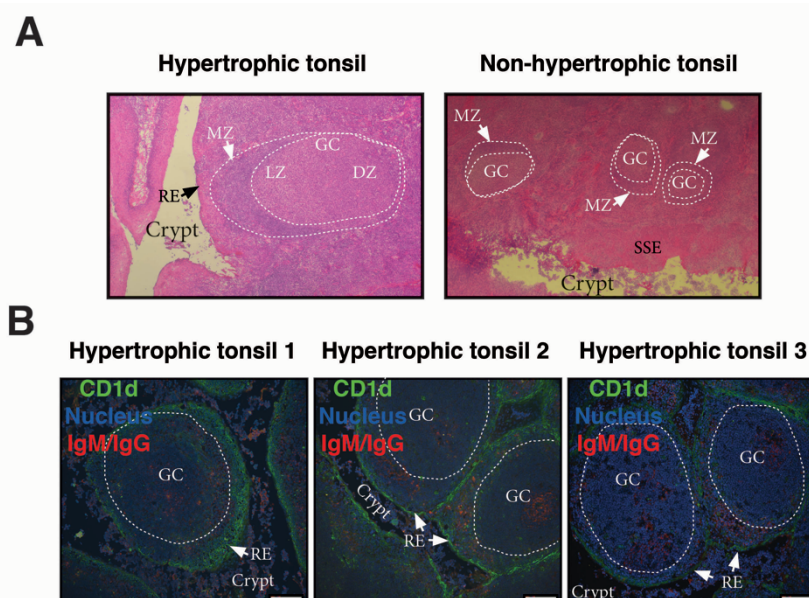 A
Hypertrophic tonsil
Non-hypertrophic tonsil
MZ
GC
LZ
DZ
RE
Crypt
MZ
GC
GC
MZ
GC
MZ
SSE
Crypt
B
Hypertrophic tonsil 1
Hypertrophic tonsil 2
Hypertrophic tonsil 3
CD1d
Nucleus
IgM/IgG
GC
RE
Crypt
CD1d
Nucleus
IgM/IgG
GC
GC
Crypt
RE
CD1d
Nucleus
IgM/IgG
GC
GC
RE
Crypt